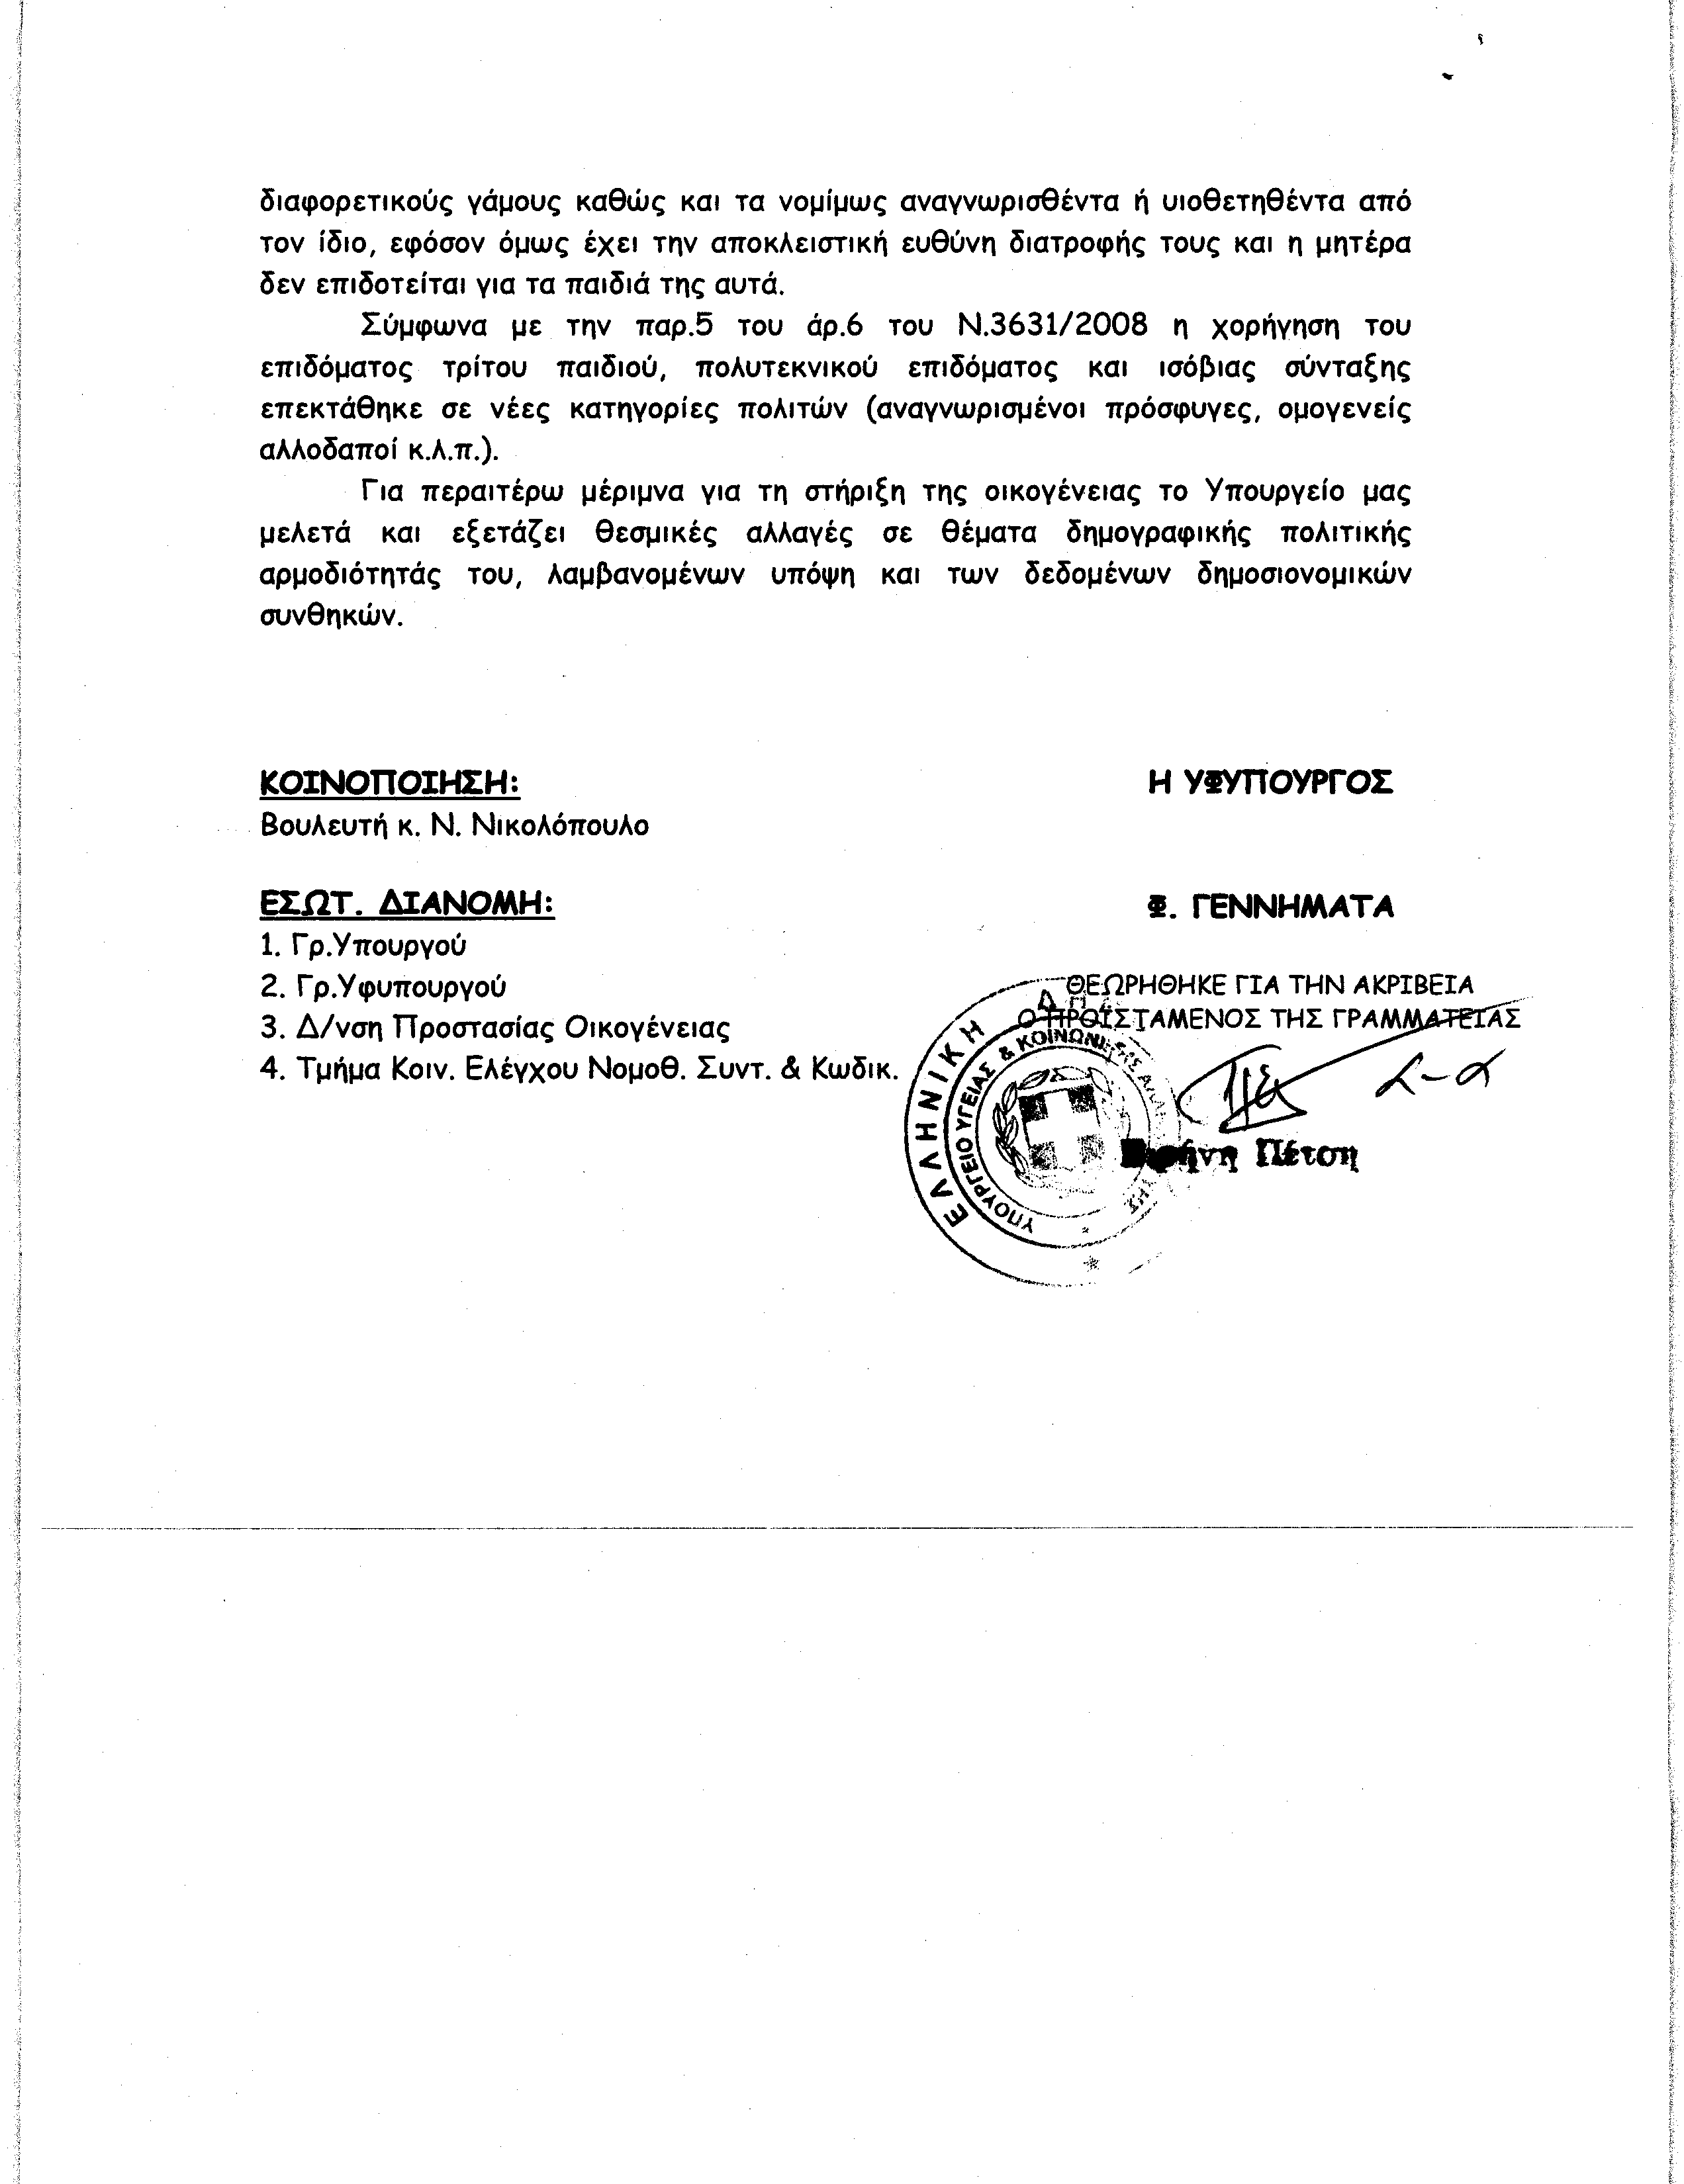 διαφορετικούς γάμους καθώς και τα νομίμως αναγνωρισθέντα ή υιοθετηθέντα από
τον ίδιο, εφόσον όμως έχει την αποκλειστική ευθύνη διατροφής τους και η μητέρα
δεν επιδοτείται για τα παιδιά της αυτά.
Σύμφωνα με την παρ.5 του άρ.6 του Ν.3631/2008 η χορήγηση του
επιδόματος τρίτου παιδιού, πολυτεκνικού επιδόματος και ισόβιας σύνταξης
επεκτάθηκε σε νέες κατηγορίες πολιτών (αναγνωρισμένοι πρόσφυγες, ομογενείς
αλλοδαποί κ.λ.π.).
Για περαιτέρω μέριμνα για τη στήριξη της οικογένειας το Υπουργείο μας
μελετά και εξετάζει θεσμικές αλλαγές σε θέματα δημογραφικής πολιτικής
αρμοδιότητάς του, λαμβανομένων υπόψη και των δεδομένων δημοσιονομικών
συνθηκών.
ΚΟΙΝΟΠΟΙΗΣΗ:
Βουλευτή κ. Ν. Νικολόπουλο
Η ΥΦΥΠΟΥΡΓΟΣ
ΕΣΩΤ. ΔΙΑΝΟΜΗ:
1. Γρ.Υπουργού
2. Γρ.Υφυπουργού
3. Δ/νση Προστασίας Οικογένειας
4. Τμήμα Κοιν. Ελέγχου Νομοθ. Συντ. & Κωδικ.
Φ. ΓΕΝΝΗΜΑΤΑ
ΘΕΩΡΗΘΗΚΕ ΓΙΑ ΤΗΝ ΑΚΡΙΒΕΙΑ
Ο ΠΡΟΪΣΤΑΜΕΝΟΣ ΤΗΣ ΓΡΑΜΜΑΤΕΙΑΣ
ΕΛΛΗΝΙΚΗ
ΥΠΟΥΡΓΕΙΟ ΥΓΕΙΑΣ & ΚΟΙΝΩΝΙΚΗΣ
Ειρήνη Πέτση